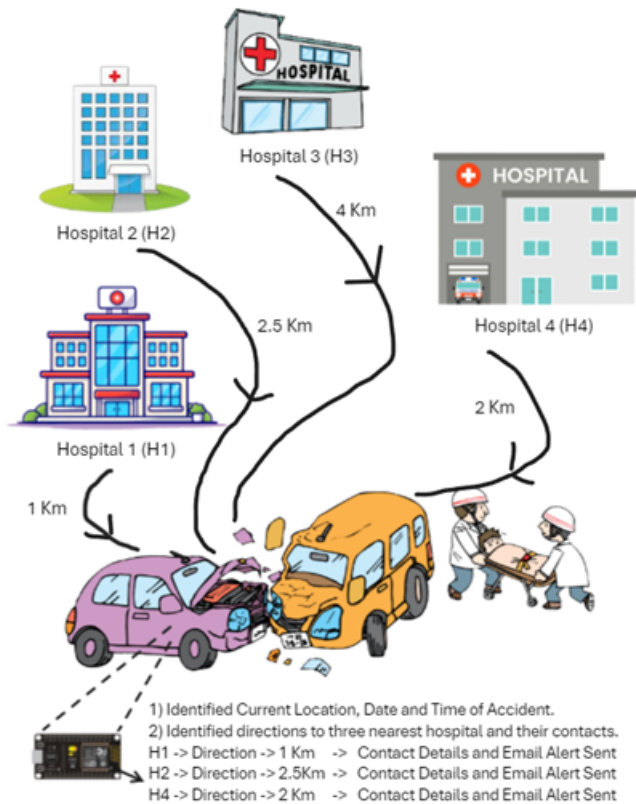 HOSPITAL
Hospital 3 (H3)
Hospital 2 (H2)
4 Km
HOSPITAL
Hospital 4 (H4)
2.5 Km
Hospital 1 (H1)
2 Km
1 Km
1) Identified Current Location, Date and Time of Accident.
2) Identified directions to three nearest hospital and their contacts.
H1 -> Direction -> 1 Km -> Contact Details and Email Alert Sent
H2 -> Direction -> 2.5Km -> Contact Details and Email Alert Sent
H4 -> Direction -> 2 Km -> Contact Details and Email Alert Sent